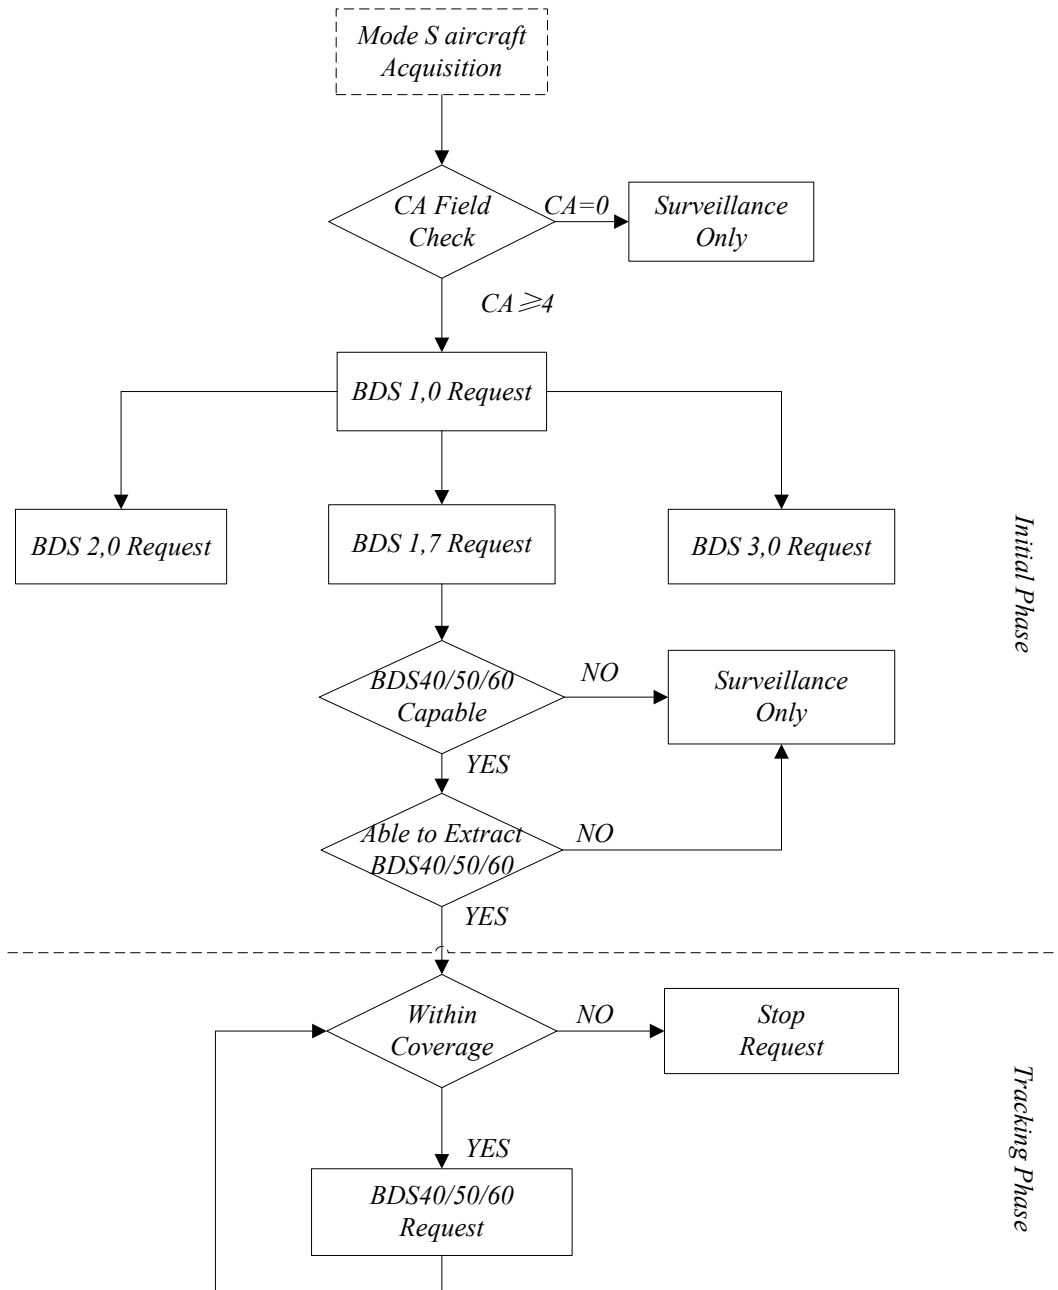 Mode S aircraft
Acquisition
CA Field
Check
CA=0
Surveillance
Only
CA⩾4
BDS 1,0 Request
BDS 2,0 Request
BDS 1,7 Request
BDS 3,0 Request
Initial Phase
BDS40/50/60
Capable
NO
Surveillance
Only
YES
Able to Extract
BDS40/50/60
NO
YES
Within
Coverage
NO
Stop
Request
Tracking Phase
YES
BDS40/50/60
Request